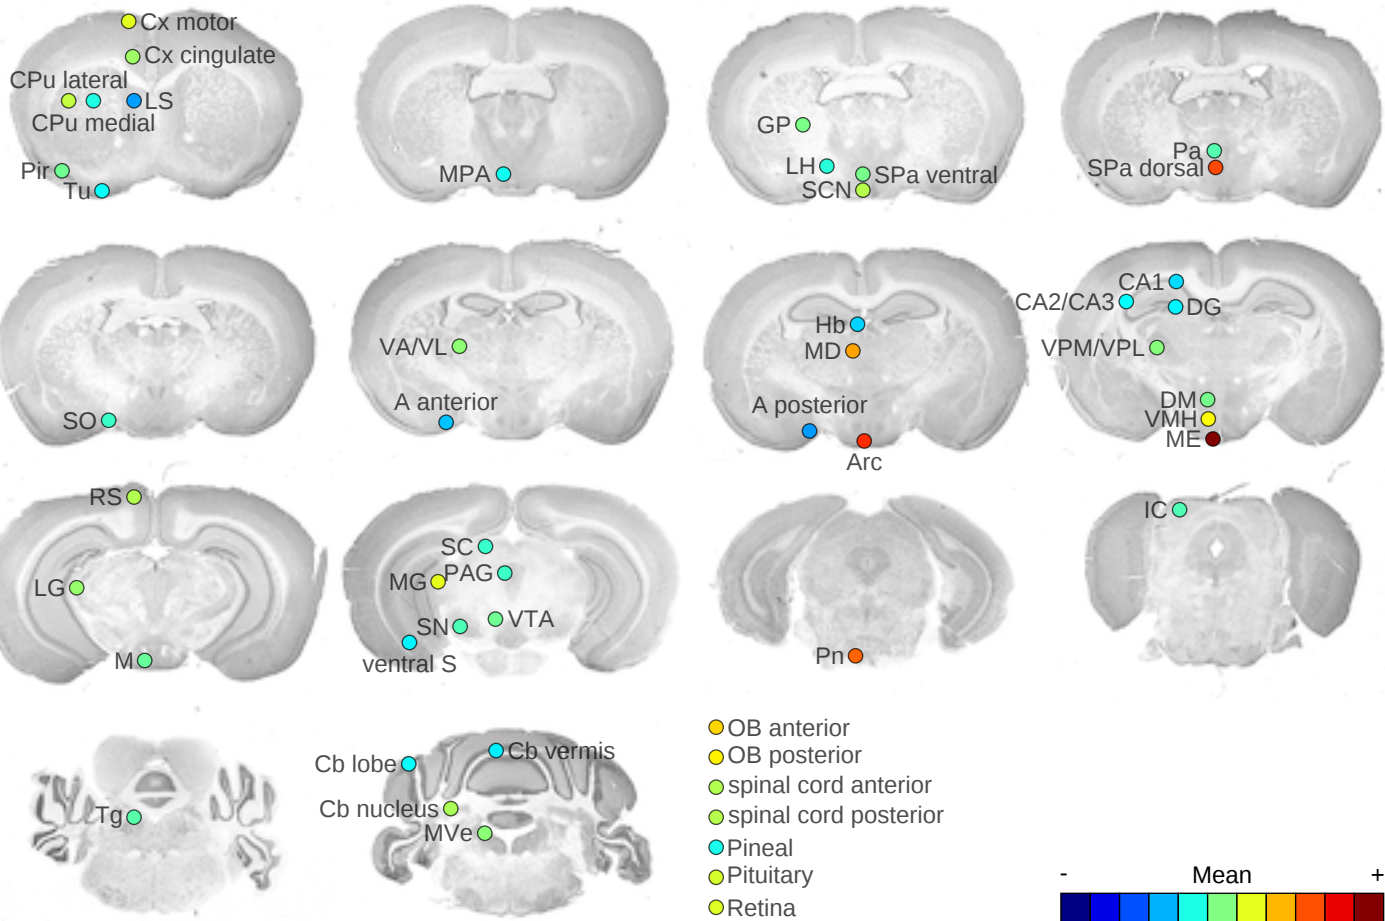 Cx motor
Cx cingulate
CPu lateral
LS
CPu medial
Pir
Tu
MPA
GP
LH
SPa ventral
SCN
Pa
SPa dorsal
SO
VA/VL
A anterior
Hb
MD
A posterior
Arc
CA1
CA2/CA3
DG
VPM/VPL
DM
VMH
ME
RS
LG
M
SC
MG
PAG
SN
VTA
ventral S
Pn
IC
Tg
Cb lobe
Cb vermis
Cb nucleus
MVe
OB anterior
OB posterior
spinal cord anterior
spinal cord posterior
Pineal
Pituitary
Retina
- Mean +